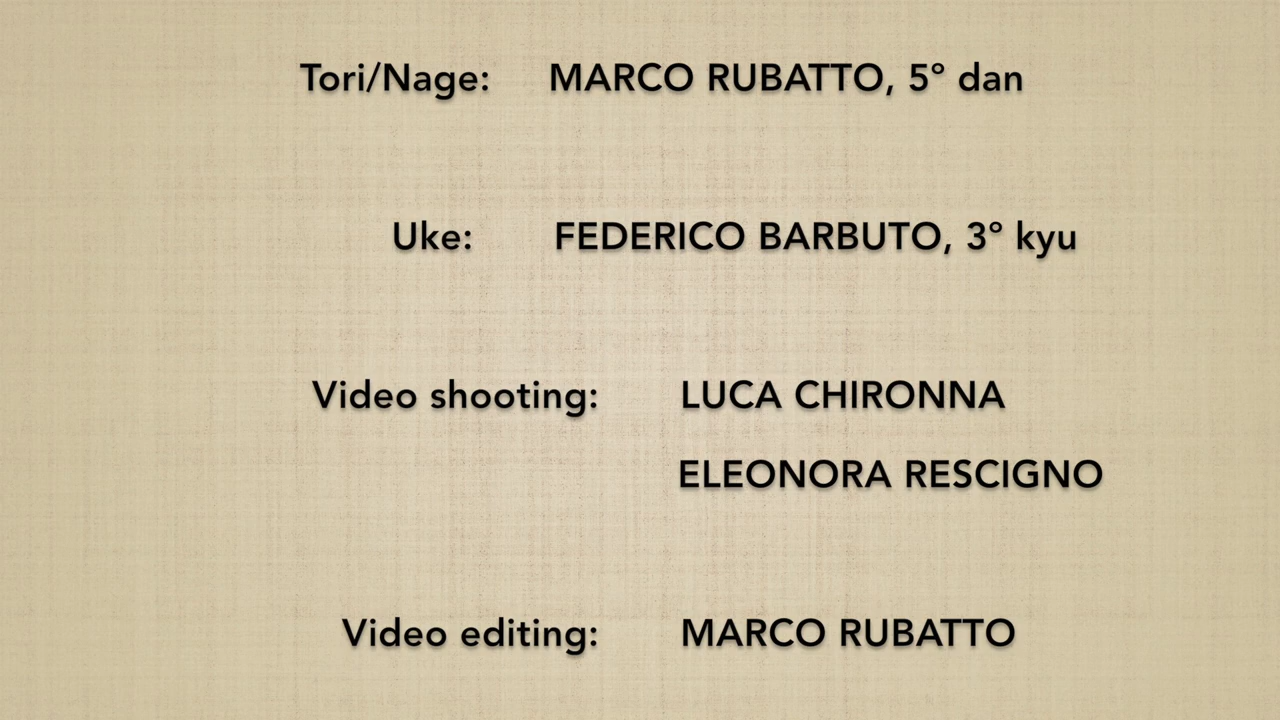 Tori/Nage: MARCO RUBATTO, 5° dan
Uke: FEDERICO BARBUTO, 3° kyu
Video shooting: LUCA CHIRONNA
ELEONORA RESCIGNO
Video editing: MARCO RUBATTO